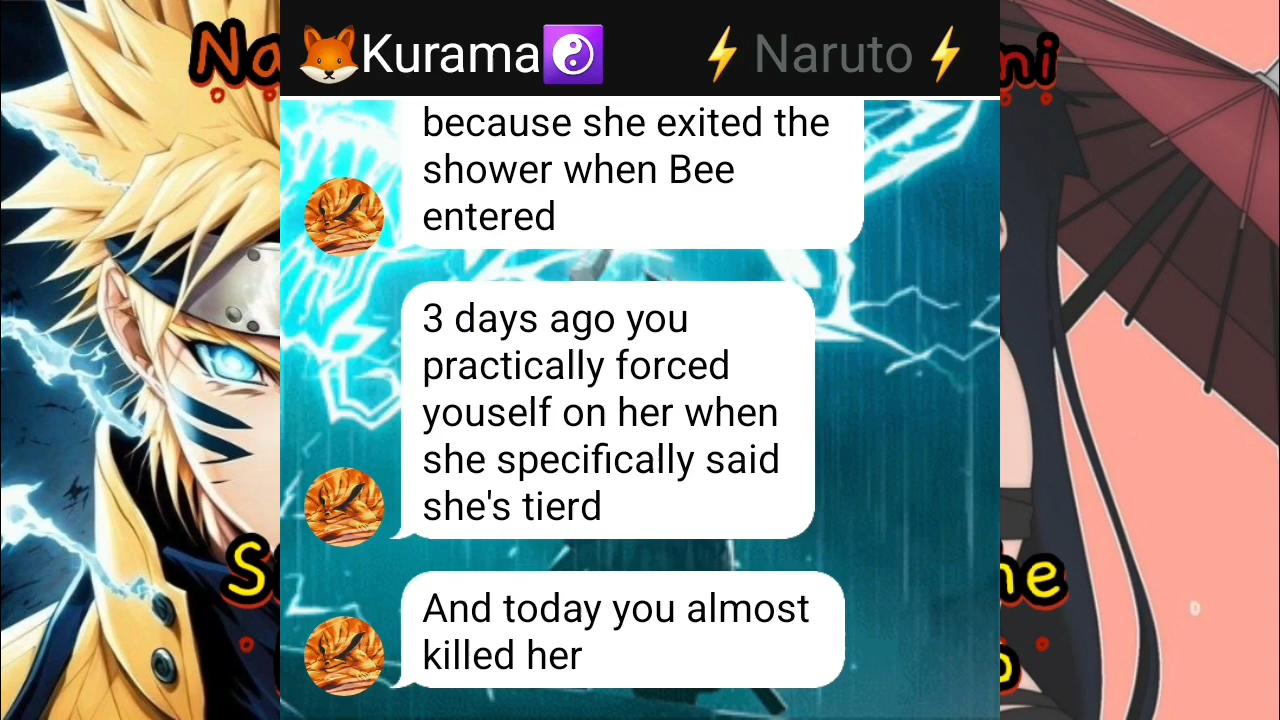 🦊Kurama☯️ ⚡ Naruto ⚡
because she exited the
shower when Bee
entered
3 days ago you
practically forced
youself on her when
she specifically said
she's tierd
And today you almost
killed her